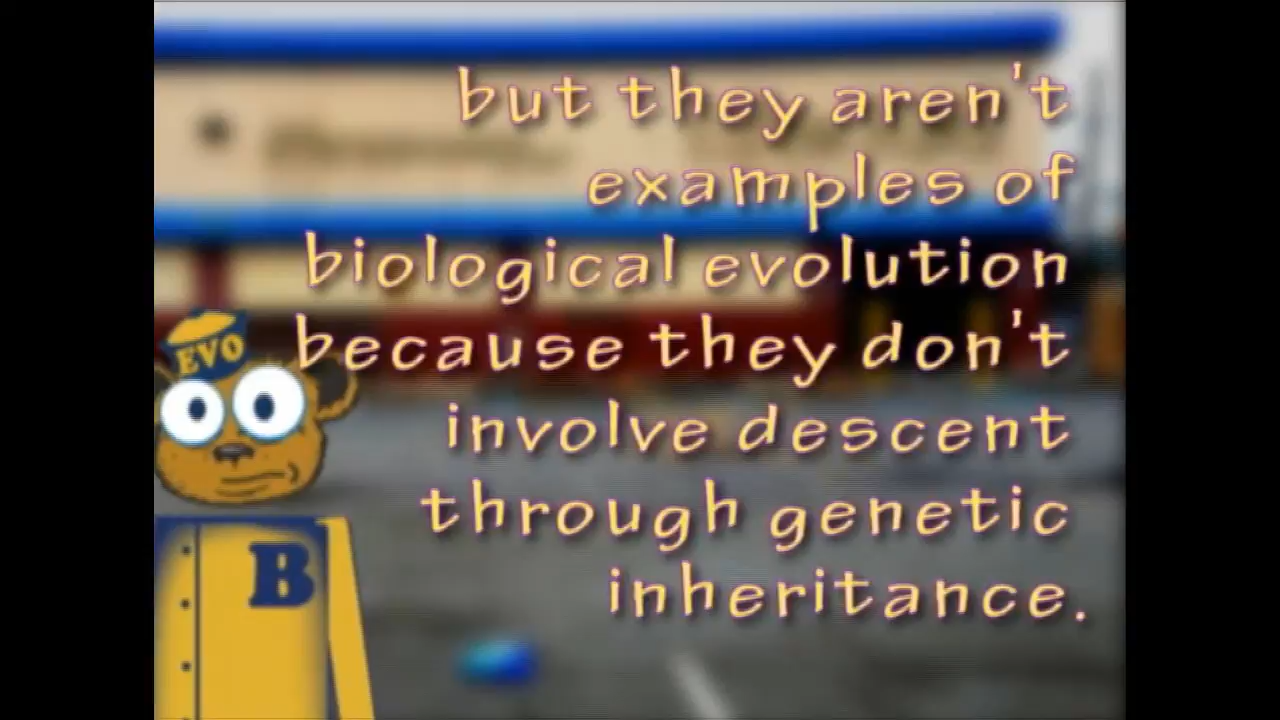 but they aren't
examples of
biological evolution
because they don't
involve descent
through genetic
inheritance.
EVO
B